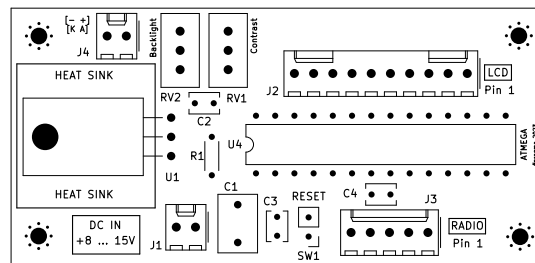 [- +]
[K A]
J4
Backlight
Contrast
HEAT SINK
RV2
RV1
C2
J2
LCD
Pin 1
U4
ATMEGA
R1
U1
HEAT SINK
DC IN
+8 ... 15V
J1
C1
C3
RESET
SW1
C4
J3
RADIO
Pin 1